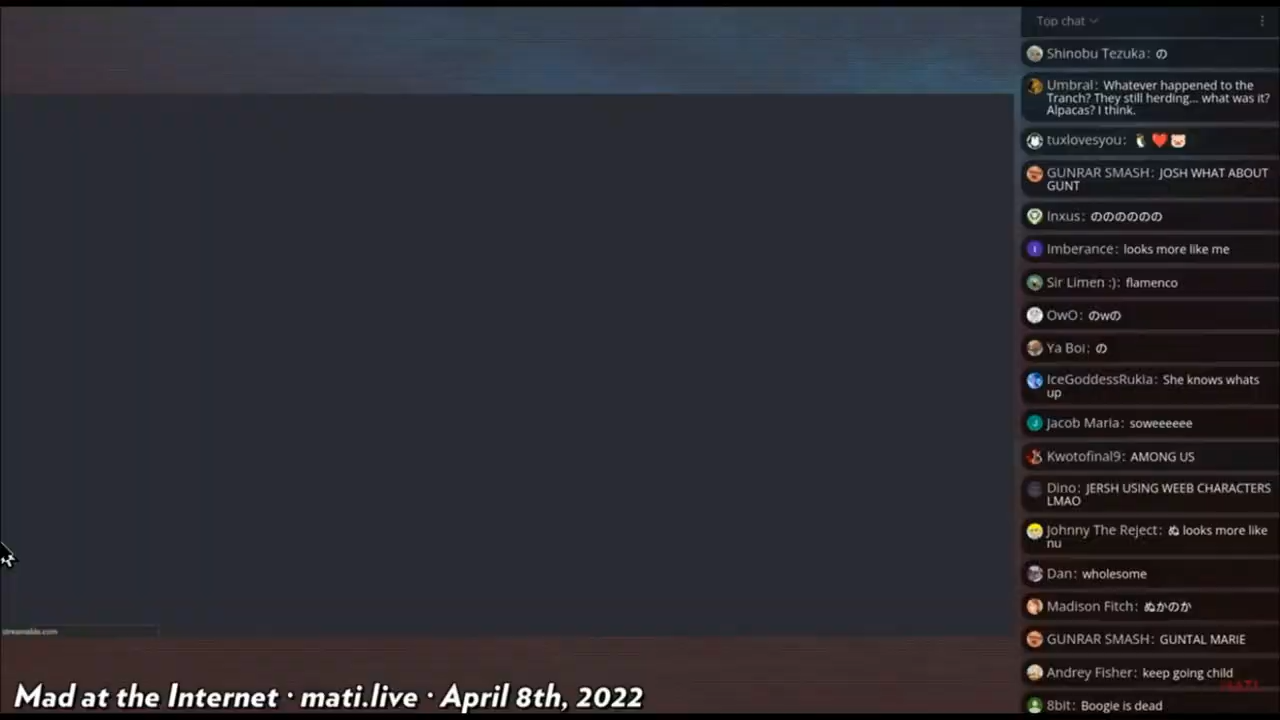 Top chat
Shinobu Tezuka: の
Umbral: Whatever happened to the
Tranch? They still herding... what was it?
Alpacas? I think.
tuxlovesyou: 🐧 ❤️ 🐷
GUNRAR SMASH: JOSH WHAT ABOUT
GUNT
Inxus: のののののの
Imberance: looks more like me
Sir Limen :): flamenco
OwO: のwの
Ya Boi: の
IceGoddessRukia: She knows whats
up
Jacob Maria: soweeeeee
Kwotofinal9: AMONG US
Dino: JERSH USING WEEB CHARACTERS
LMAO
Johnny The Reject: ぬ looks more like
nu
Dan: wholesome
Madison Fitch: ぬかのか
GUNRAR SMASH: GUNTAL MARIE
Andrey Fisher: keep going child
8bit: Boogie is dead
streamable.com
Mad at the Internet · mati.live · April 8th, 2022